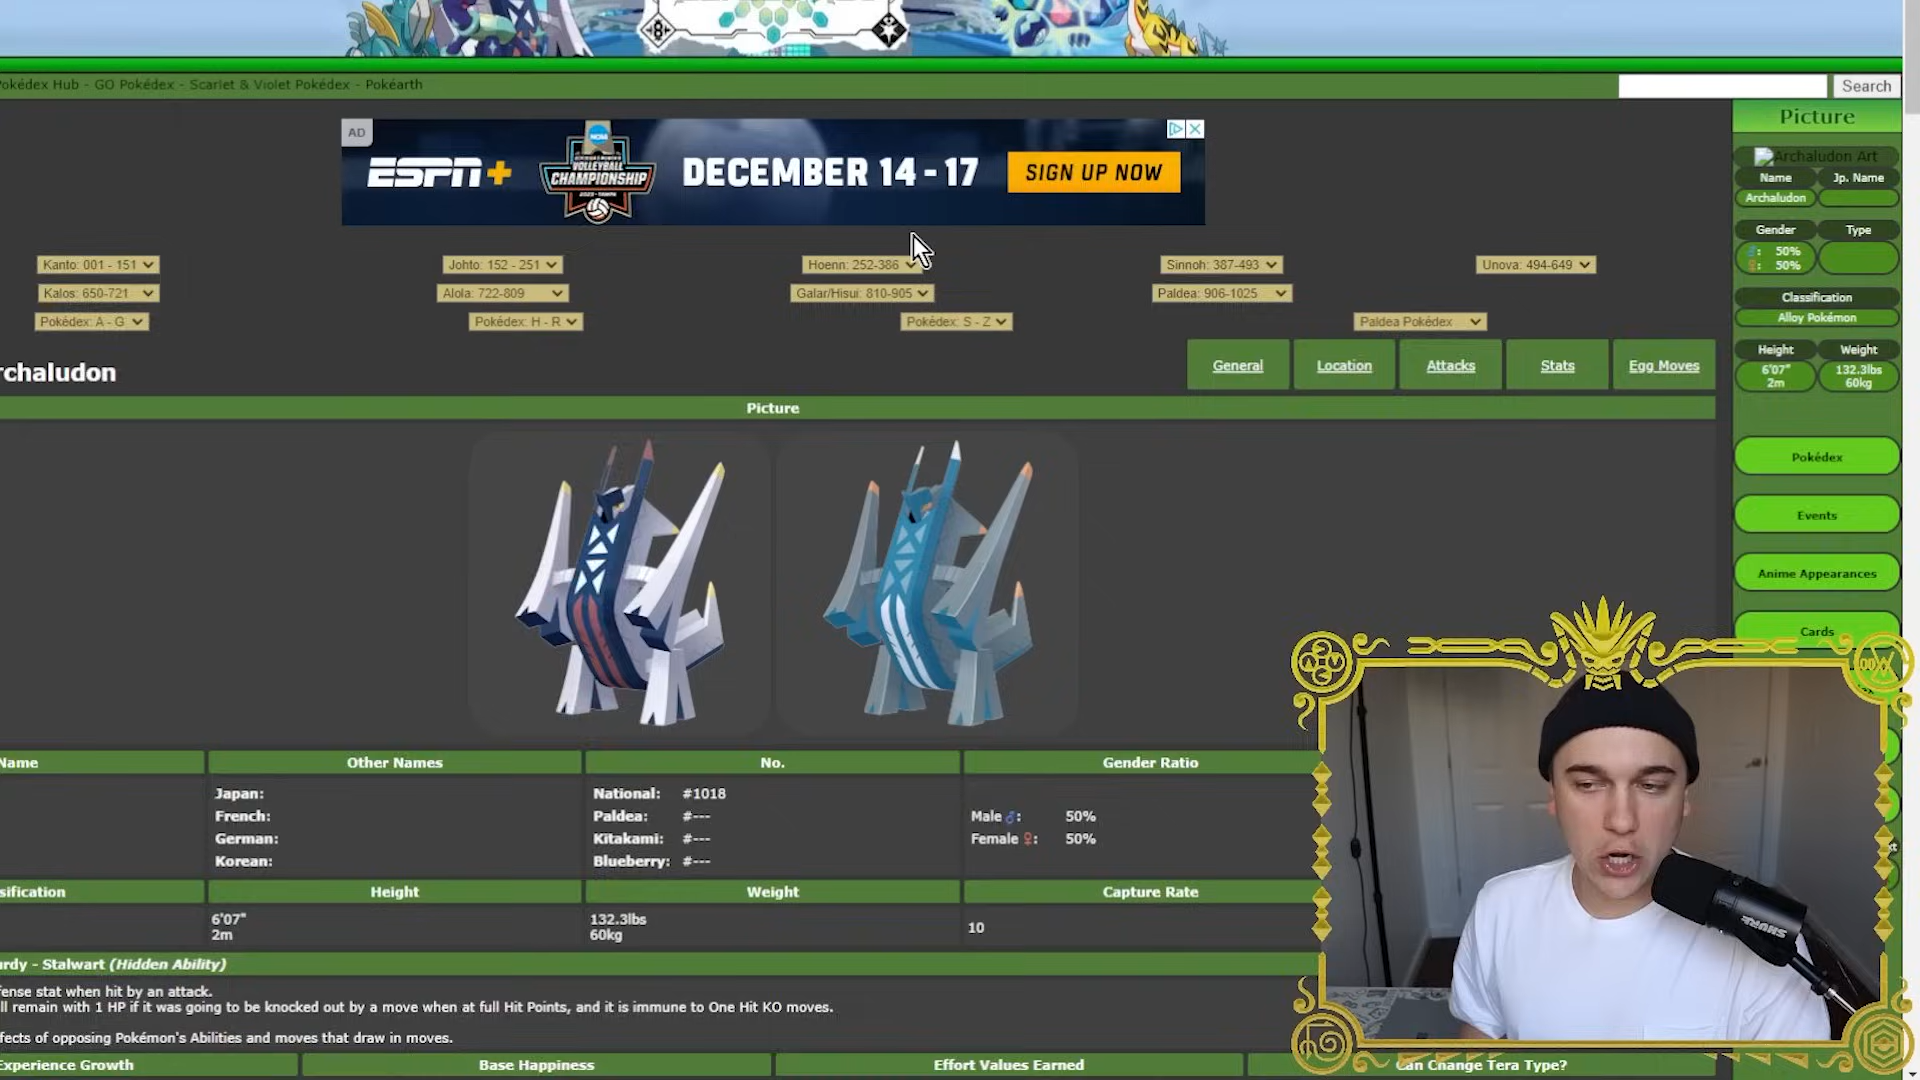 Pokédex Hub - GO Pokédex - Scarlet & Violet Pokédex - Pokéarth
Search
Picture
AD
ESPN+
NCAA
VOLLEYBALL
CHAMPIONSHIP
DECEMBER 14 - 17
SIGN UP NOW
Archaludon Art
Name Jp. Name
Archaludon
Gender Type
♂: 50%
♀: 50%
Classification
Alloy Pokémon
Height Weight
6'07" 132.3lbs
2m 60kg
Kanto: 001 - 151
Johto: 152 - 251
Hoenn: 252-386
Sinnoh: 387-493
Unova: 494-649
Kalos: 650-721
Alola: 722-809
Galar/Hisui: 810-905
Paldea: 906-1025
Pokédex: A - G
Pokédex: H - R
Pokédex: S - Z
Paldea Pokédex
rchaludon
General
Location
Attacks
Stats
Egg Moves
Picture
Pokédex
Events
Anime Appearances
Cards
Name Other Names No. Gender Ratio
Japan:
French:
German:
Korean:
National: #1018
Paldea: #---
Kitakami: #---
Blueberry: #---
Male ♂: 50%
Female ♀: 50%
sification Height Weight Capture Rate
6'07"
2m
132.3lbs
60kg
10
urdy - Stalwart (Hidden Ability)
fense stat when hit by an attack.
ll remain with 1 HP if it was going to be knocked out by a move when at full Hit Points, and it is immune to One Hit KO moves.
fects of opposing Pokémon's Abilities and moves that draw in moves.
Experience Growth Base Happiness Effort Values Earned Can Change Tera Type?
SHURE